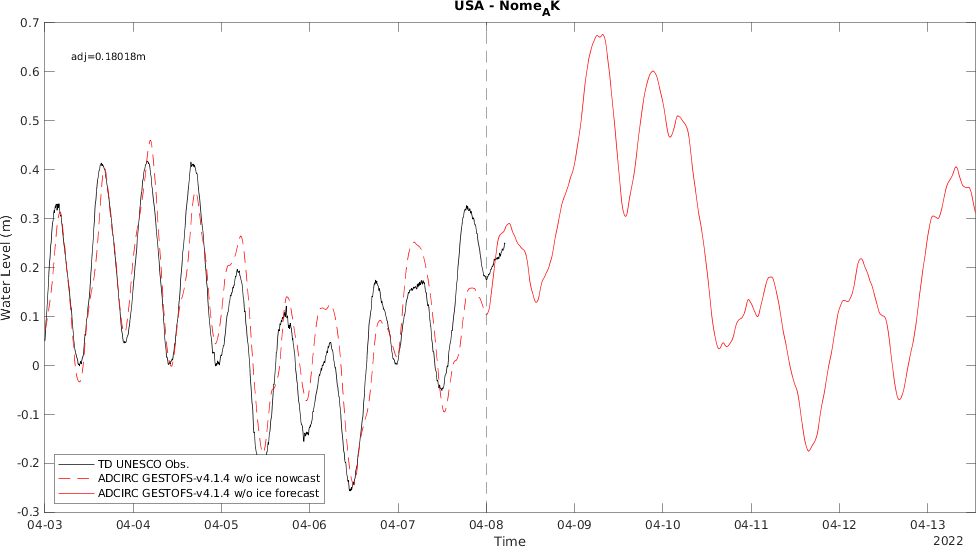 USA - Nome_AK
0.7
0.6
0.5
0.4
0.3
0.2
0.1
0
-0.1
-0.2
-0.3
Water Level (m)
adj=0.18018m
TD UNESCO Obs.
ADCIRC GESTOFS-v4.1.4 w/o ice nowcast
ADCIRC GESTOFS-v4.1.4 w/o ice forecast
04-03 04-04 04-05 04-06 04-07 04-08 04-09 04-10 04-11 04-12 04-13
Time
2022